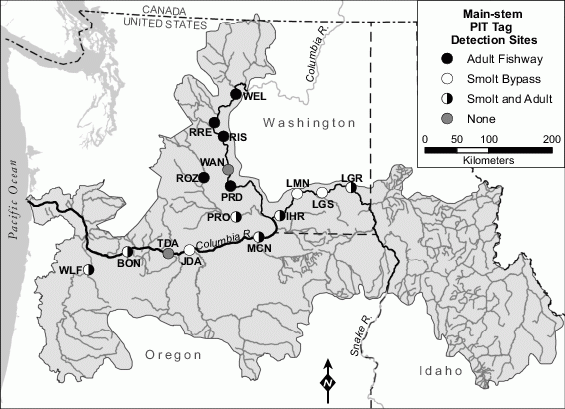 CANADA
UNITED STATES
Main-stem
PIT Tag
Detection Sites
Adult Fishway
Smolt Bypass
Smolt and Adult
None
0 50 100 200
Kilometers
Columbia R.
WEL
Washington
RRE
RIS
WAN
ROZ
PRD
LMN
LGR
LGS
PRO
IHR
Pacific Ocean
TDA
Columbia R.
MCN
BON
JDA
WLF
Snake R.
Oregon
Idaho
N